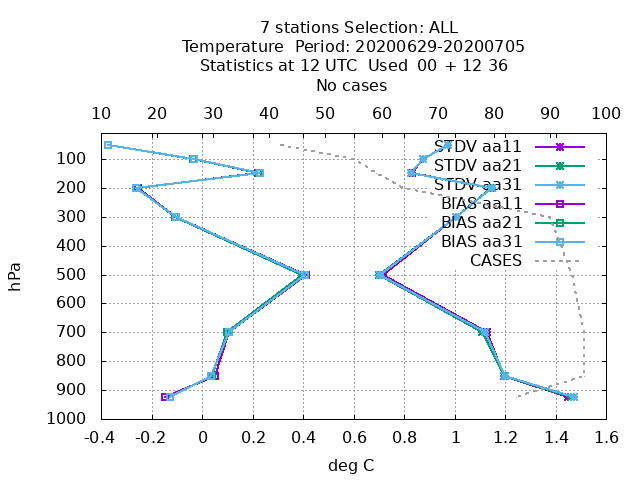 7 stations Selection: ALL
Temperature  Period: 20200629-20200705
Statistics at 12 UTC  Used  00 + 12 36
No cases
10 20 30 40 50 60 70 80 90 100
STDV aa11
STDV aa21
STDV aa31
BIAS aa11
BIAS aa21
BIAS aa31
CASES
hPa
100
200
300
400
500
600
700
800
900
1000
-0.4 -0.2 0 0.2 0.4 0.6 0.8 1 1.2 1.4 1.6
deg C